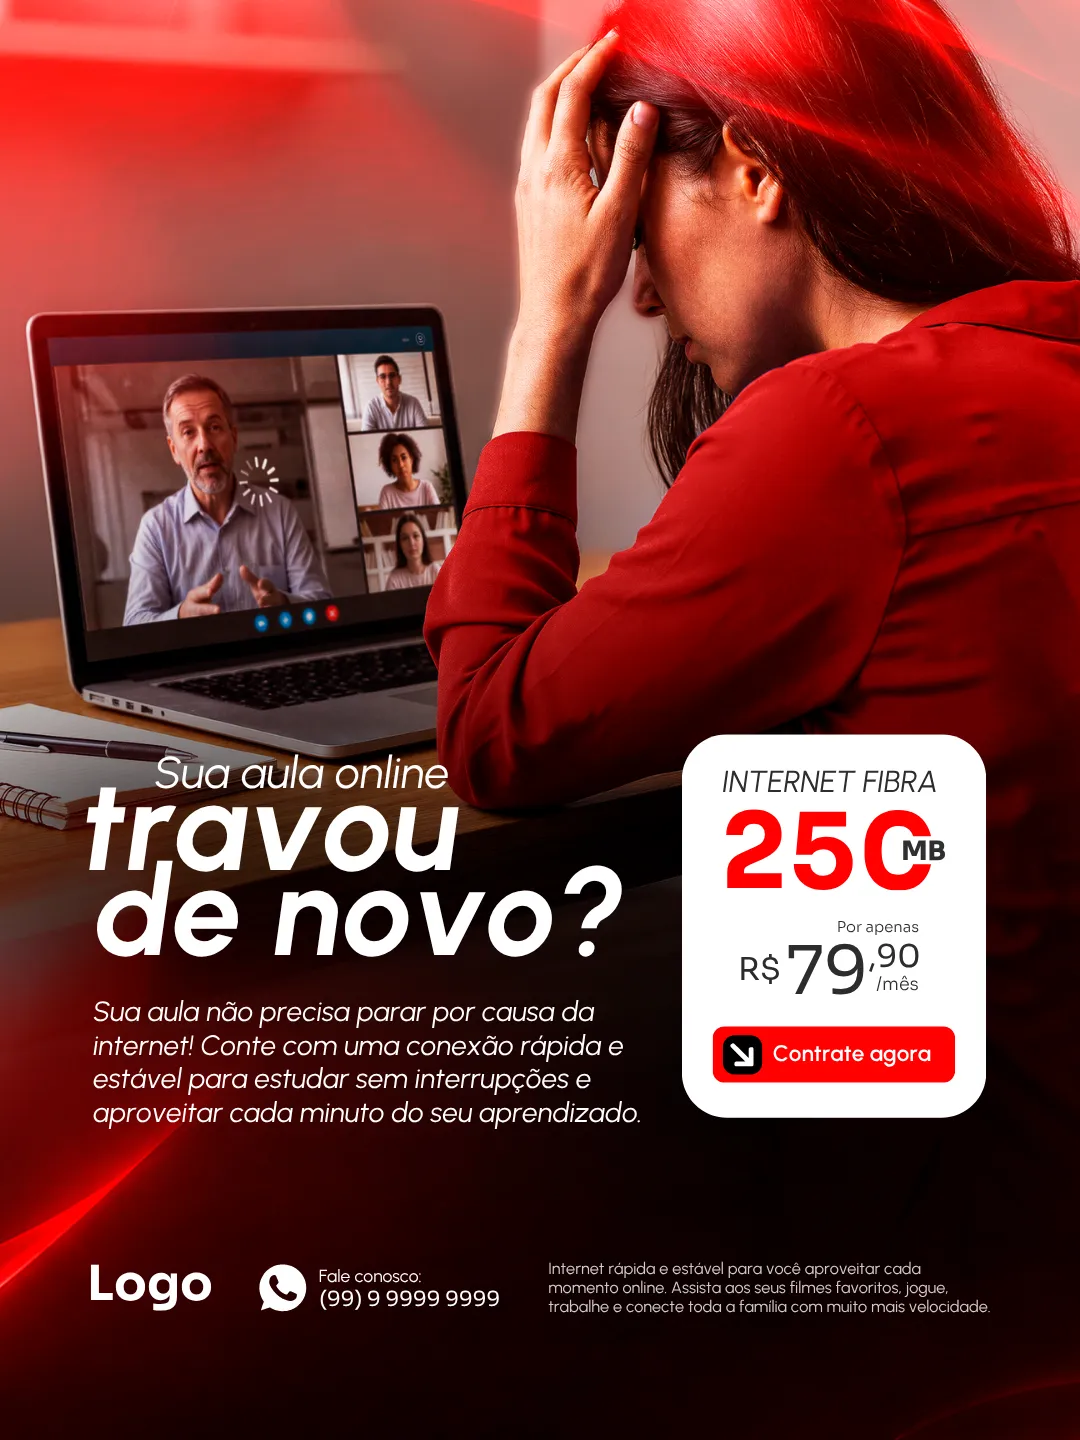 Sua aula online
travou
de novo?
Sua aula não precisa parar por causa da
internet! Conte com uma conexão rápida e
estável para estudar sem interrupções e
aproveitar cada minuto do seu aprendizado.
INTERNET FIBRA
250 MB
Por apenas
R$ 79,90
/mês
Contrate agora
Logo
Fale conosco:
(99) 9 9999 9999
Internet rápida e estável para você aproveitar cada
momento online. Assista aos seus filmes favoritos, jogue,
trabalhe e conecte toda a família com muito mais velocidade.